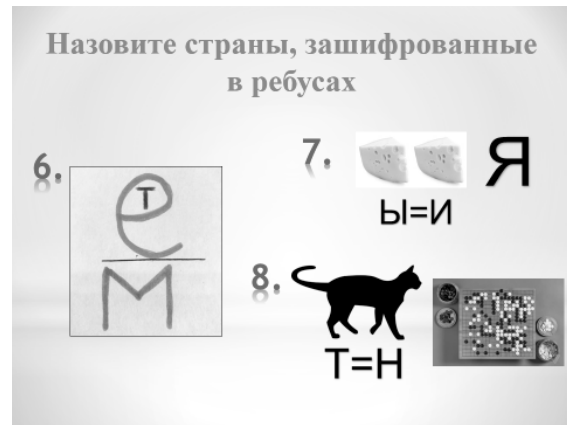 Назовите страны, зашифрованные
в ребусах
6.
т
е
М
7.
Я
Ы=И
8.
Т=Н